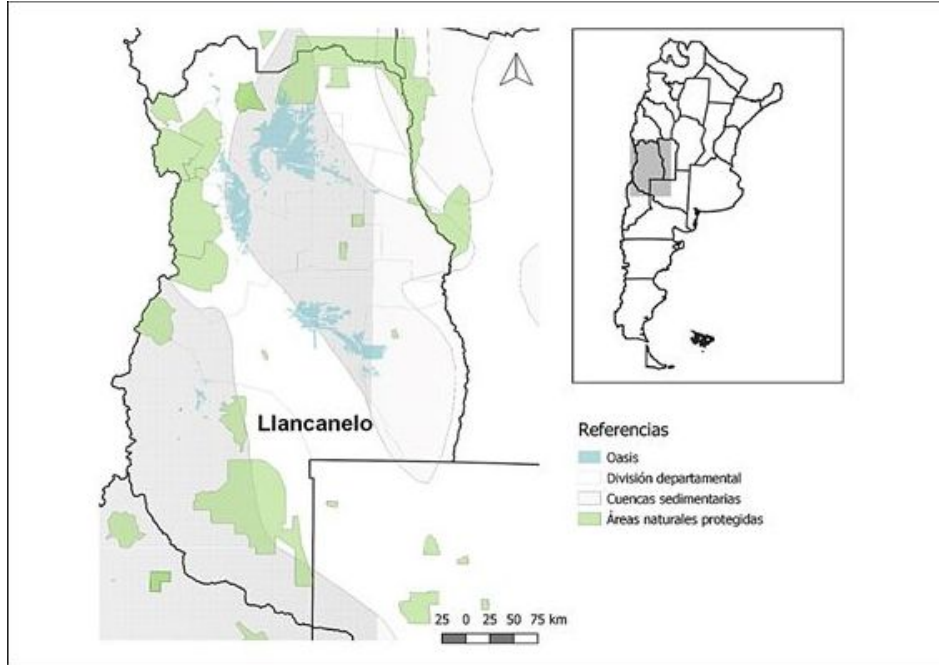 Llancanelo
Referencias
Oasis
División departamental
Cuencas sedimentarias
Áreas naturales protegidas
25 0 25 50 75 km